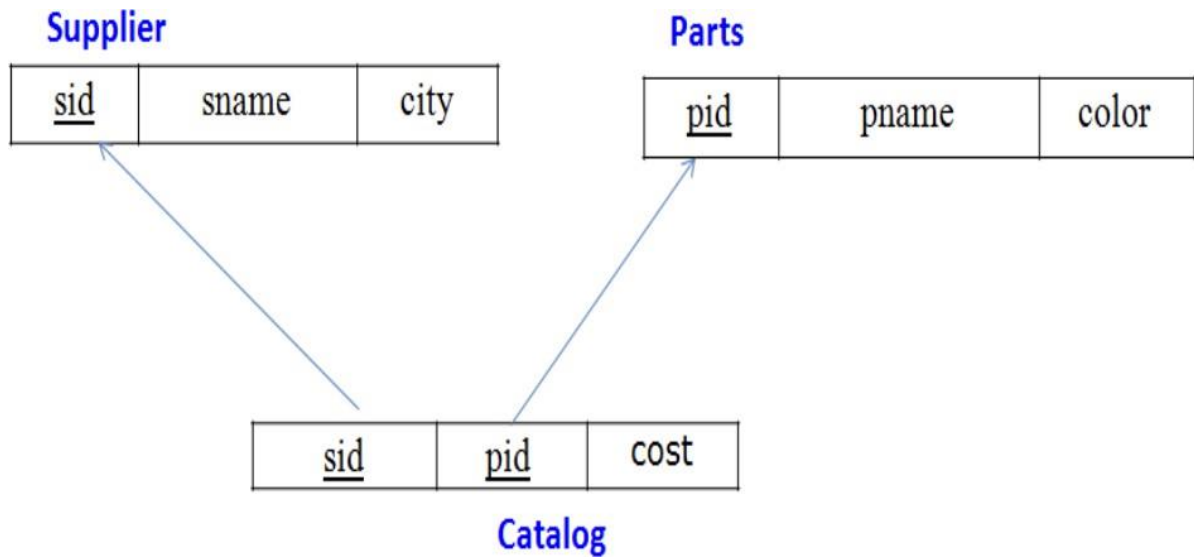 Supplier
Parts
sid sname city
pid pname color
sid pid cost
Catalog